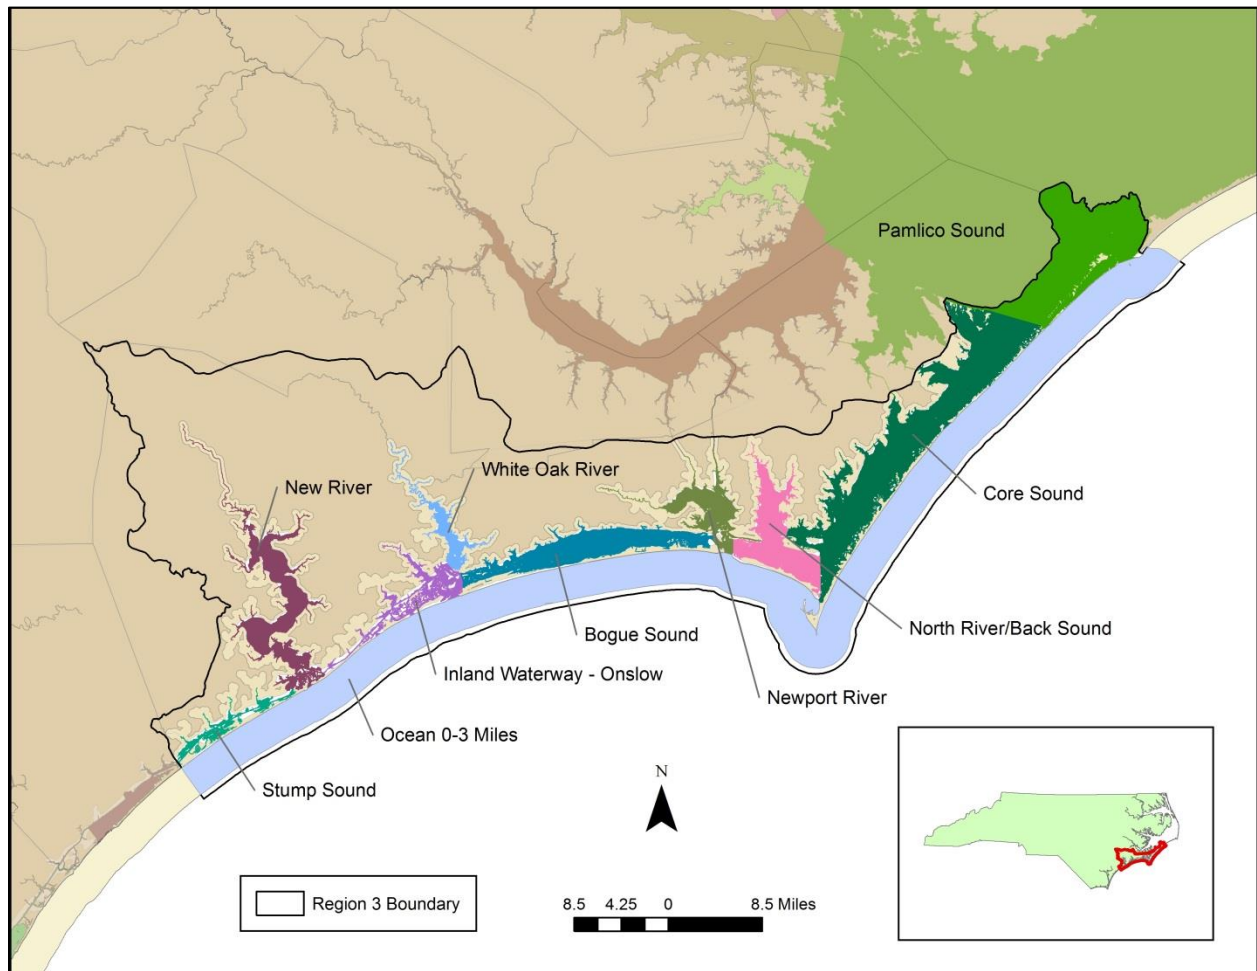 Pamlico Sound
White Oak River
New River
Core Sound
North River/Back Sound
Bogue Sound
Inland Waterway - Onslow
Newport River
Ocean 0-3 Miles
Stump Sound
N
Region 3 Boundary
8.5 4.25 0 8.5 Miles